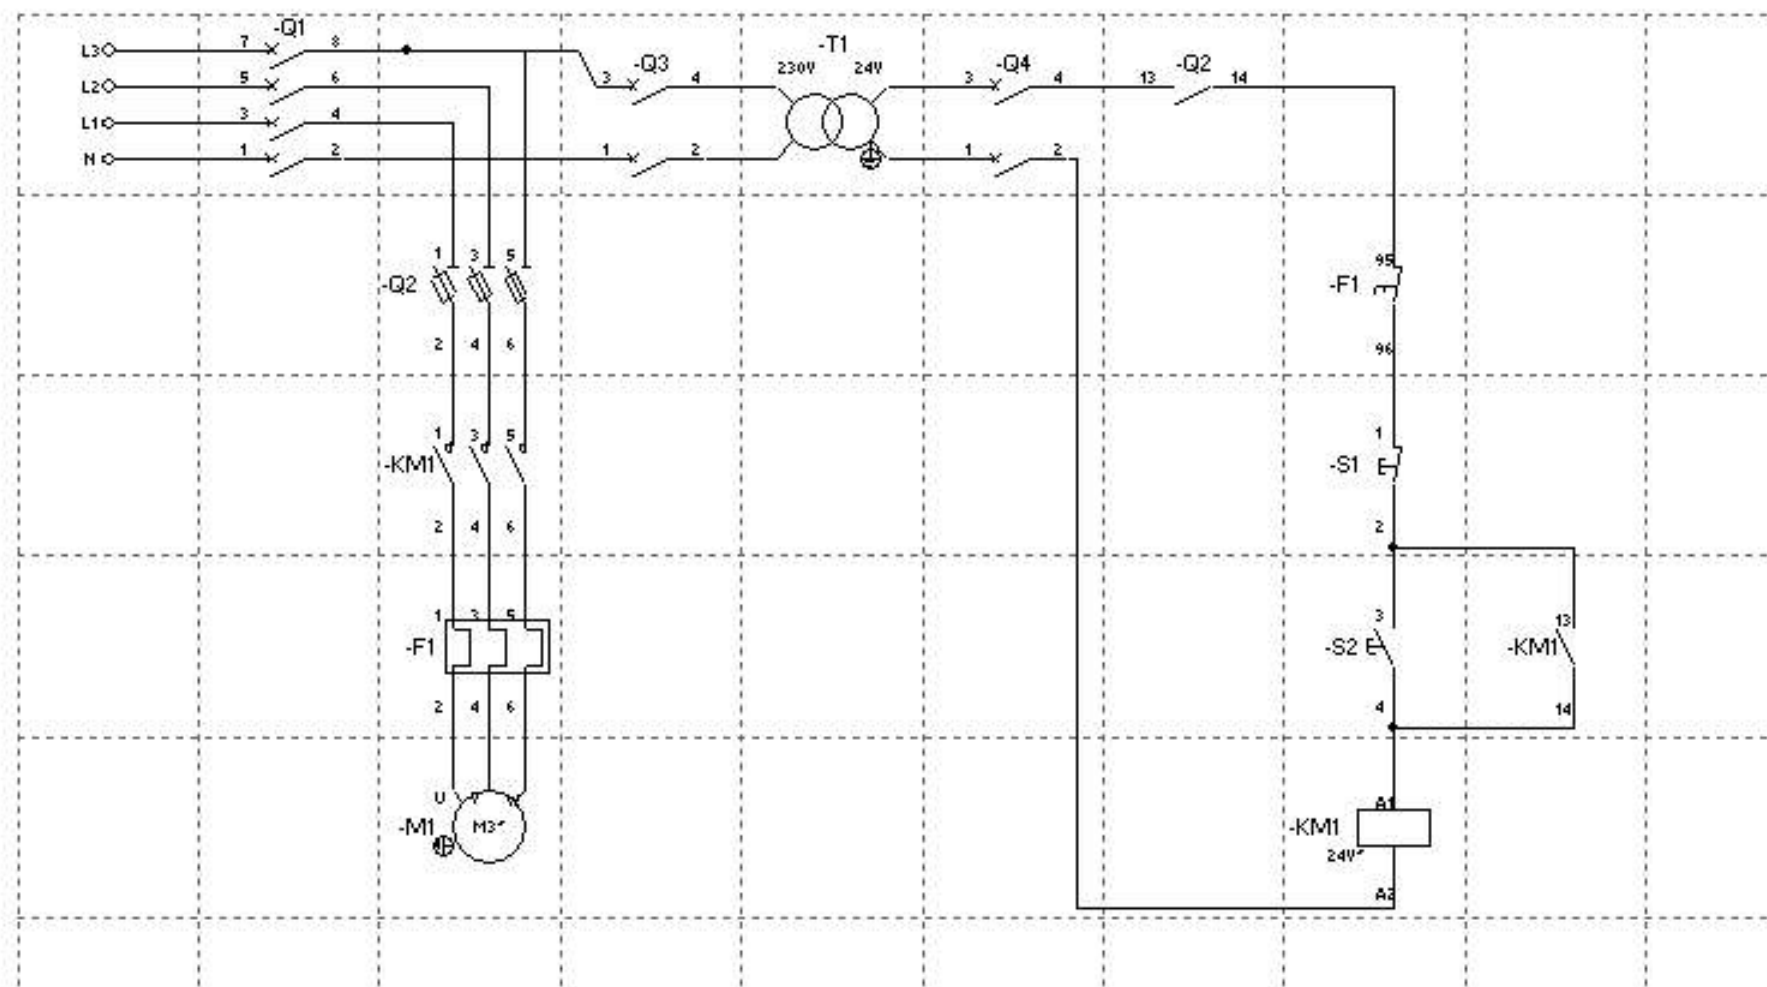 -Q1
L3 7 8
L2 5 6
L1 3 4
N 1 2
-Q3
3 4
1 2
-T1
230V 24V
-Q4
3 4
1 2
-Q2
13 14
1 3 5
-Q2
2 4 6
95
-F1
96
1 3 5
-KM1
2 4 6
1
-S1
2
1 3 5
-F1
2 4 6
3
-S2
4
13
-KM1
14
U
-M1 M3~
A1
-KM1
24V~
A2